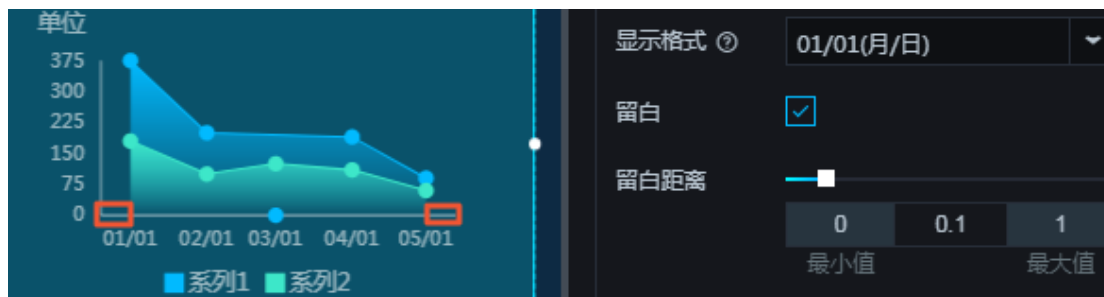 单位
375
300
225
150
75
0
01/01 02/01 03/01 04/01 05/01
系列1 系列2
显示格式 ?
01/01(月/日)
留白
留白距离
0 0.1 1
最小值 最大值